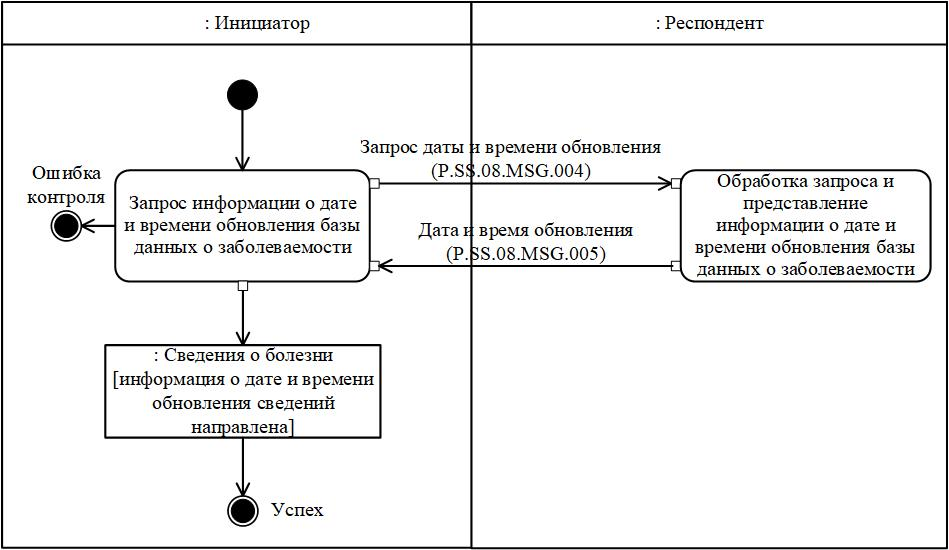 : Инициатор
: Респондент
Запрос даты и времени обновления
(P.SS.08.MSG.004)
Ошибка
контроля
Запрос информации о дате
и времени обновления базы
данных о заболеваемости
Обработка запроса и
представление
информации о дате и
времени обновления базы
данных о заболеваемости
Дата и время обновления
(P.SS.08.MSG.005)
: Сведения о болезни
[информация о дате и времени
обновления сведений
направлена]
Успех